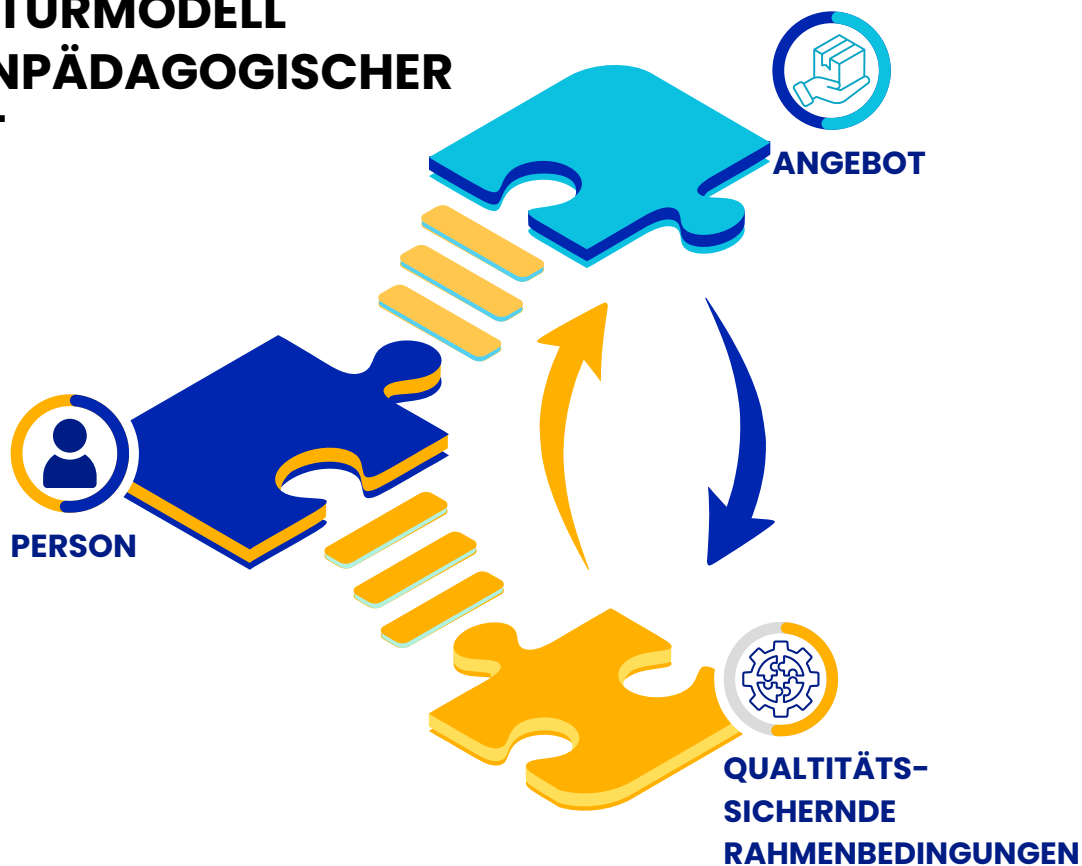 TURMODELL
NPÄDAGOGISCHER
ANGEBOT
PERSON
QUALTITÄTS-
SICHERNDE
RAHMENBEDINGUNGEN